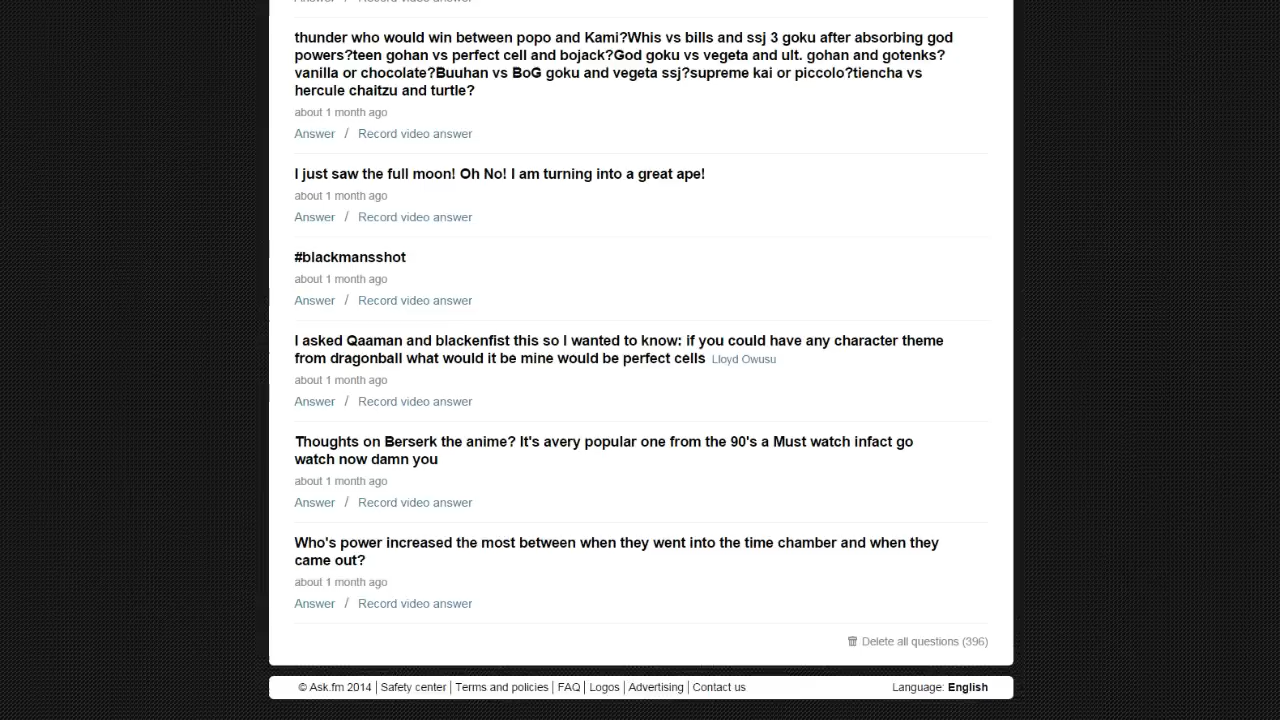 Answer / Record video answer
thunder who would win between popo and Kami?Whis vs bills and ssj 3 goku after absorbing god
powers?teen gohan vs perfect cell and bojack?God goku vs vegeta and ult. gohan and gotenks?
vanilla or chocolate?Buuhan vs BoG goku and vegeta ssj?supreme kai or piccolo?tiencha vs
hercule chaitzu and turtle?
about 1 month ago
Answer / Record video answer
I just saw the full moon! Oh No! I am turning into a great ape!
about 1 month ago
Answer / Record video answer
#blackmansshot
about 1 month ago
Answer / Record video answer
I asked Qaaman and blackenfist this so I wanted to know: if you could have any character theme
from dragonball what would it be mine would be perfect cells Lloyd Owusu
about 1 month ago
Answer / Record video answer
Thoughts on Berserk the anime? It's avery popular one from the 90's a Must watch infact go
watch now damn you
about 1 month ago
Answer / Record video answer
Who's power increased the most between when they went into the time chamber and when they
came out?
about 1 month ago
Answer / Record video answer
Delete all questions (396)
© Ask.fm 2014 | Safety center | Terms and policies | FAQ | Logos | Advertising | Contact us Language: English